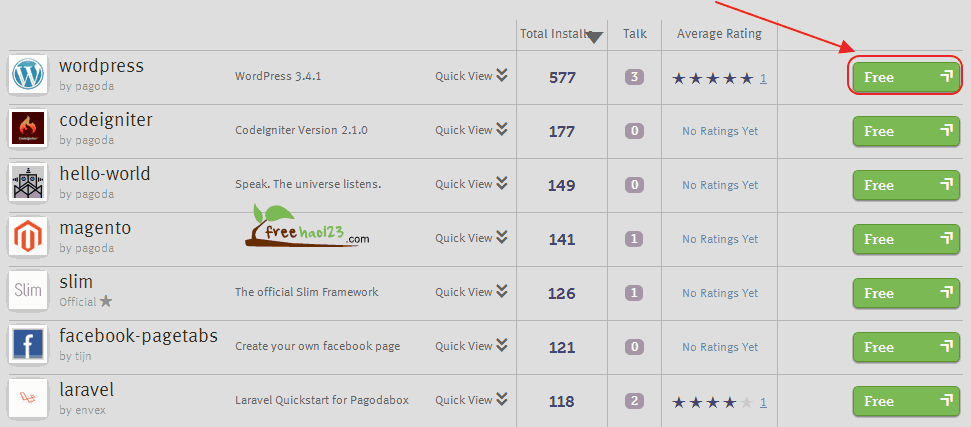 Total Installs Talk Average Rating
wordpress
by pagoda
WordPress 3.4.1 Quick View 577 3 1 Free
codeigniter
by pagoda
CodeIgniter Version 2.1.0 Quick View 177 0 No Ratings Yet Free
hello-world
by pagoda
Speak. The universe listens. Quick View 149 0 No Ratings Yet Free
freehao123.com
magento
by pagoda
Quick View 141 1 No Ratings Yet Free
Slim
slim
Official
The official Slim Framework Quick View 126 1 No Ratings Yet Free
facebook-pagetabs
by tijn
Create your own facebook page Quick View 121 0 No Ratings Yet Free
laravel
by envex
Laravel Quickstart for Pagodabox Quick View 118 2 1 Free